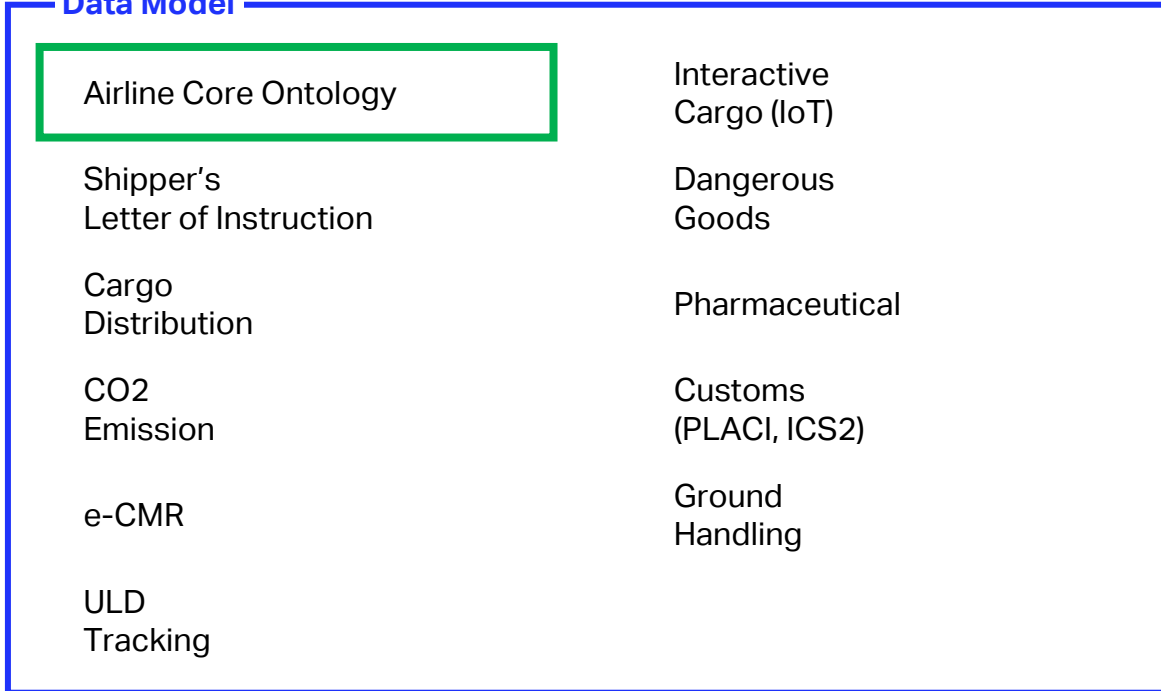 Data Model
Airline Core Ontology
Shipper's
Letter of Instruction
Cargo
Distribution
CO2
Emission
e-CMR
ULD
Tracking
Interactive
Cargo (IoT)
Dangerous
Goods
Pharmaceutical
Customs
(PLACI, ICS2)
Ground
Handling